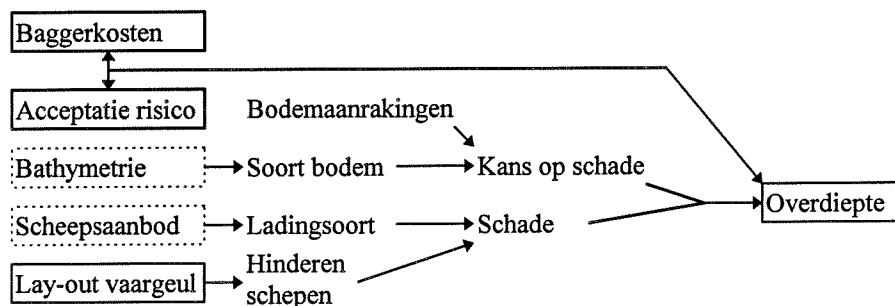 Baggerkosten
Acceptatie risico
Bodemaanrakingen
Bathymetrie
Soort bodem
Kans op schade
Overdiepte
Scheepsaanbod
Ladingsoort
Schade
Lay-out vaargeul
Hinderen
schepen